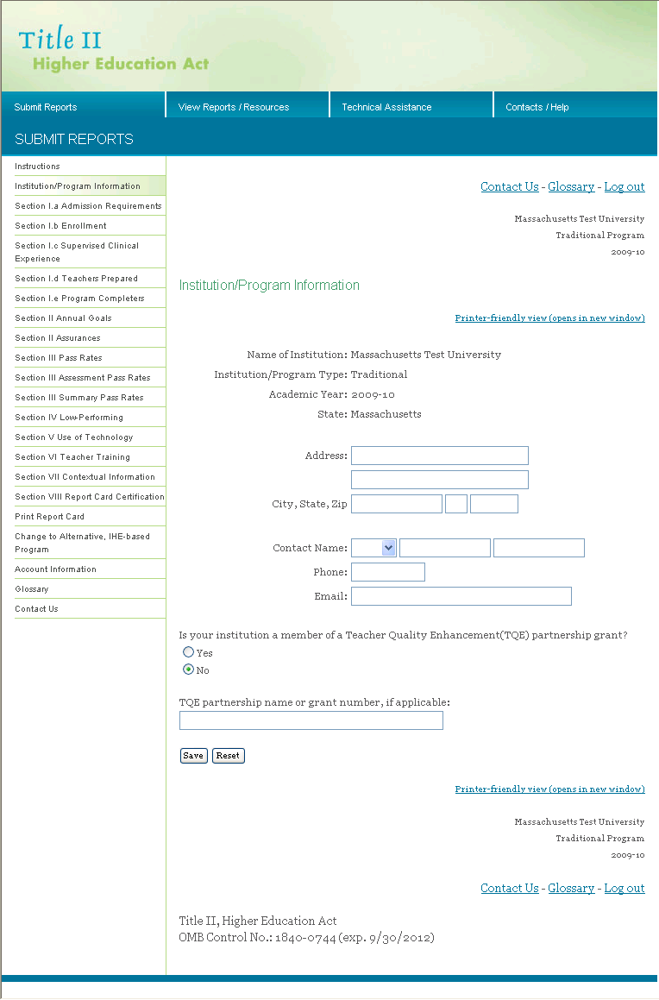 Title II
Higher Education Act
Submit Reports
View Reports / Resources
Technical Assistance
Contacts / Help
SUBMIT REPORTS
Instructions
Institution/Program Information
Section I.a Admission Requirements
Section I.b Enrollment
Section I.c Supervised Clinical
Experience
Section I.d Teachers Prepared
Section I.e Program Completers
Section II Annual Goals
Section II Assurances
Section III Pass Rates
Section III Assessment Pass Rates
Section III Summary Pass Rates
Section IV Low-Performing
Section V Use of Technology
Section VI Teacher Training
Section VII Contextual Information
Section VIII Report Card Certification
Print Report Card
Change to Alternative, IHE-based
Program
Account Information
Glossary
Contact Us
Contact Us - Glossary - Log out
Massachusetts Test University
Traditional Program
2009-10
Institution/Program Information
Printer-friendly view (opens in new window)
Name of Institution: Massachusetts Test University
Institution/Program Type: Traditional
Academic Year: 2009-10
State: Massachusetts
Address:
City, State, Zip
Contact Name:
Phone:
Email:
Is your institution a member of a Teacher Quality Enhancement(TQE) partnership grant?
Yes
No
TQE partnership name or grant number, if applicable:
Save Reset
Printer-friendly view (opens in new window)
Massachusetts Test University
Traditional Program
2009-10
Contact Us - Glossary - Log out
Title II, Higher Education Act
OMB Control No.: 1840-0744 (exp. 9/30/2012)